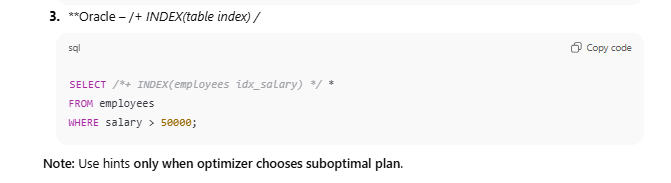 3. **Oracle – /+ INDEX(table index) /
sql
Copy code
SELECT /*+ INDEX(employees idx_salary) */ *
FROM employees
WHERE salary > 50000;
Note: Use hints only when optimizer chooses suboptimal plan.